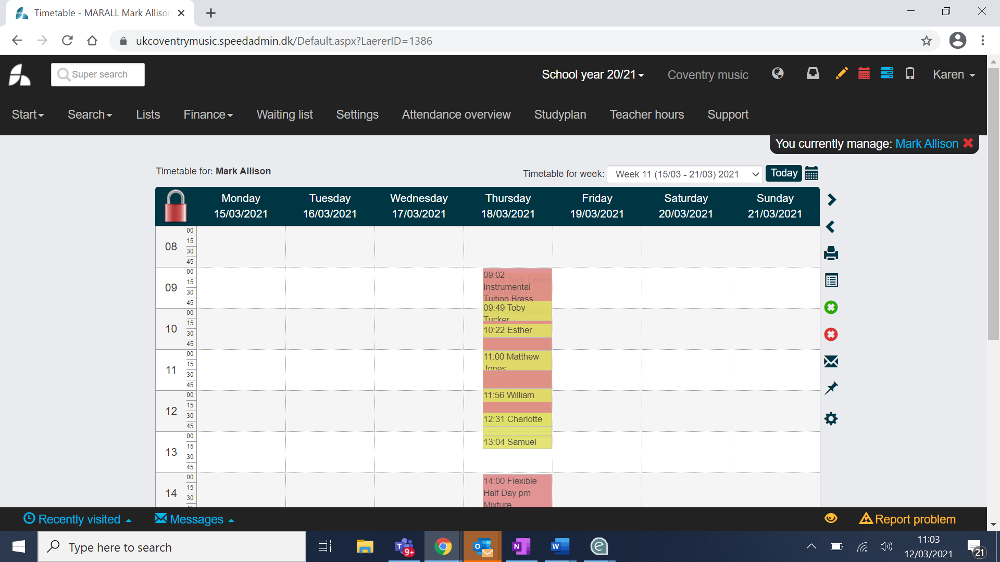 Timetable - MARALL Mark Allisor
ukcoventrymusic.speedadmin.dk/Default.aspx?LaererID=1386
Super search
School year 20/21
Coventry music
Karen
Start
Search
Lists
Finance
Waiting list
Settings
Attendance overview
Studyplan
Teacher hours
Support
You currently manage: Mark Allison
Timetable for: Mark Allison
Timetable for week:
Week 11 (15/03 - 21/03) 2021
Today
Monday
15/03/2021
Tuesday
16/03/2021
Wednesday
17/03/2021
Thursday
18/03/2021
Friday
19/03/2021
Saturday
20/03/2021
Sunday
21/03/2021
08
00
15
30
45
09
00
15
30
45
10
00
15
30
45
11
00
15
30
45
12
00
15
30
45
13
00
15
30
45
14
00
15
30
45
09:02
Jack Larkin
Instrumental
Tuition Brass
09:49 Toby
School
Tucker
10:22 Esther
11:00 Matthew
Jones
11:56 William
12:31 Charlotte
13:04 Samuel
14:00 Flexible
Half Day pm
Mixture
Recently visited
Messages
Report problem
Type here to search
9+
11:03
12/03/2021
21